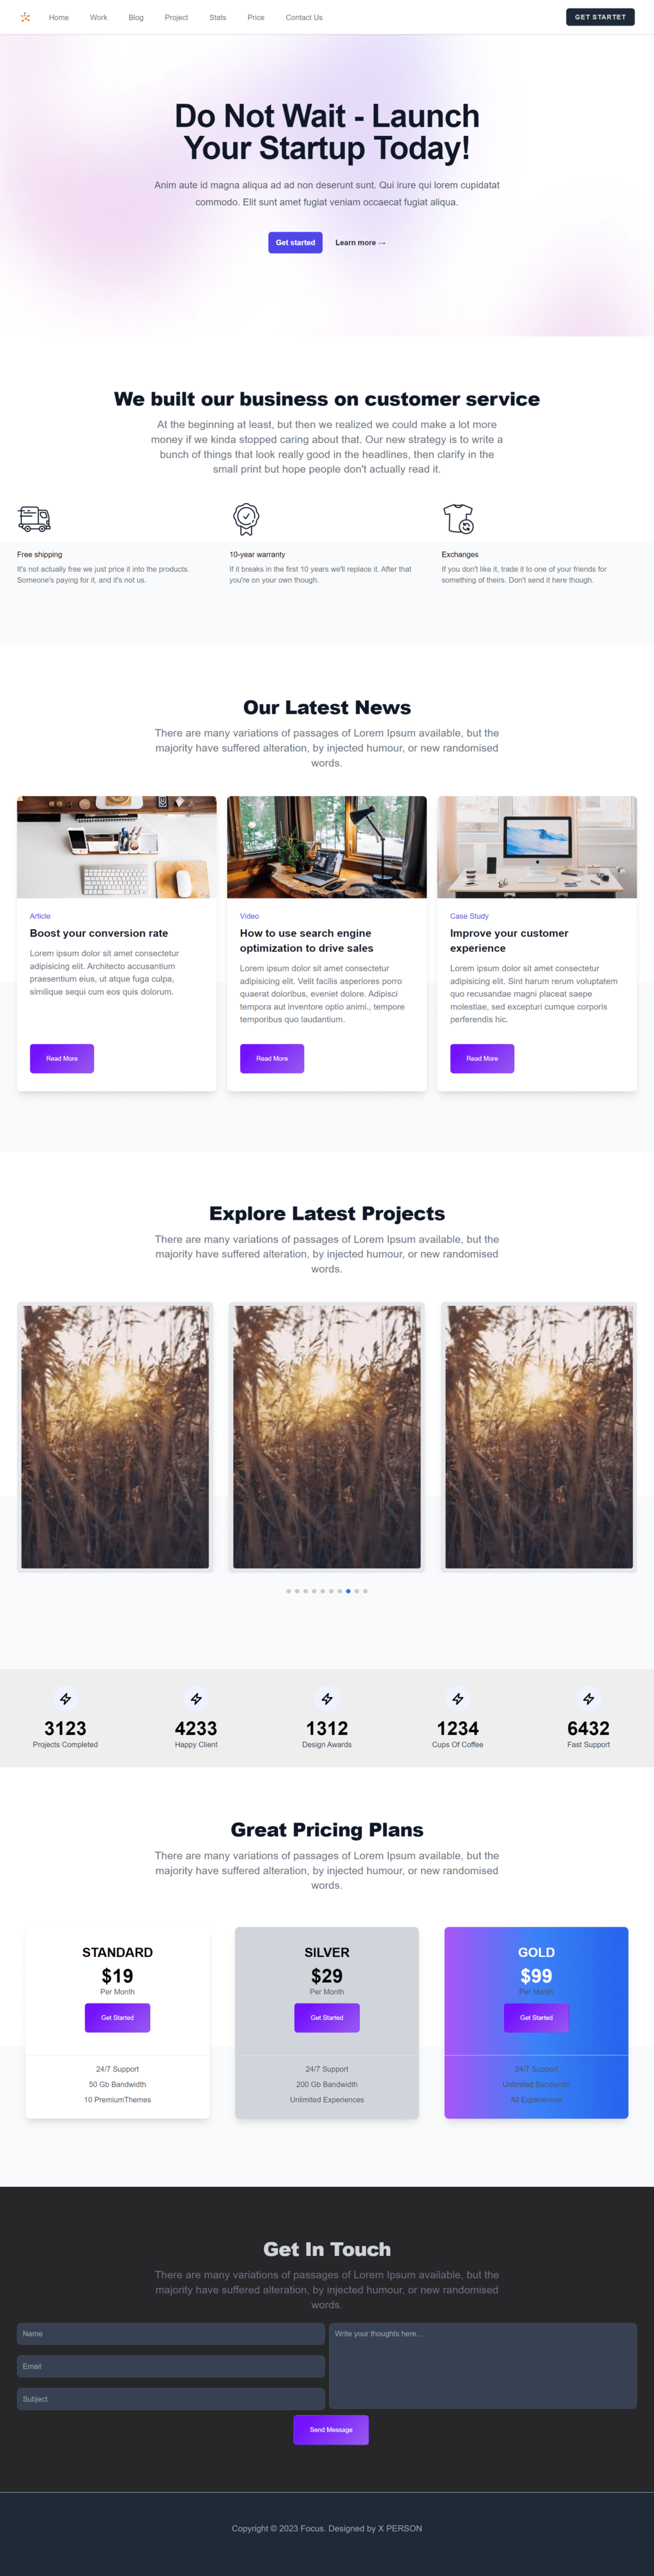 Home Work Blog Project Stats Price Contact Us GET STARTET
Do Not Wait - Launch
Your Startup Today!
Anim aute id magna aliqua ad ad non deserunt sunt. Qui irure qui lorem cupidatat
commodo. Elit sunt amet fugiat veniam occaecat fugiat aliqua.
Get started Learn more →
We built our business on customer service
At the beginning at least, but then we realized we could make a lot more
money if we kinda stopped caring about that. Our new strategy is to write a
bunch of things that look really good in the headlines, then clarify in the
small print but hope people don't actually read it.
Free shipping
It's not actually free we just price it into the products.
Someone's paying for it, and it's not us.
10-year warranty
If it breaks in the first 10 years we'll replace it. After that
you're on your own though.
Exchanges
If you don't like it, trade it to one of your friends for
something of theirs. Don't send it here though.
Our Latest News
There are many variations of passages of Lorem Ipsum available, but the
majority have suffered alteration, by injected humour, or new randomised
words.
Article
Boost your conversion rate
Lorem ipsum dolor sit amet consectetur
adipisicing elit. Architecto accusantium
praesentium eius, ut atque fuga culpa,
similique sequi cum eos quis dolorum.
Read More
Video
How to use search engine
optimization to drive sales
Lorem ipsum dolor sit amet consectetur
adipisicing elit. Velit facilis asperiores porro
quaerat doloribus, eveniet dolore. Adipisci
tempora aut inventore optio animi., tempore
temporibus quo laudantium.
Read More
Case Study
Improve your customer
experience
Lorem ipsum dolor sit amet consectetur
adipisicing elit. Sint harum rerum voluptatem
quo recusandae magni placeat saepe
molestiae, sed excepturi cumque corporis
perferendis hic.
Read More
Explore Latest Projects
There are many variations of passages of Lorem Ipsum available, but the
majority have suffered alteration, by injected humour, or new randomised
words.
3123
Projects Completed
4233
Happy Client
1312
Design Awards
1234
Cups Of Coffee
6432
Fast Support
Great Pricing Plans
There are many variations of passages of Lorem Ipsum available, but the
majority have suffered alteration, by injected humour, or new randomised
words.
STANDARD
$19
Per Month
Get Started
24/7 Support
50 Gb Bandwidth
10 PremiumThemes
SILVER
$29
Per Month
Get Started
24/7 Support
200 Gb Bandwidth
Unlimited Experiences
GOLD
$99
Per Month
Get Started
24/7 Support
Unlimited Bandwidth
All Experiences
Get In Touch
There are many variations of passages of Lorem Ipsum available, but the
majority have suffered alteration, by injected humour, or new randomised
words.
Name
Email
Subject
Write your thoughts here...
Send Message
Copyright © 2023 Focus. Designed by X PERSON